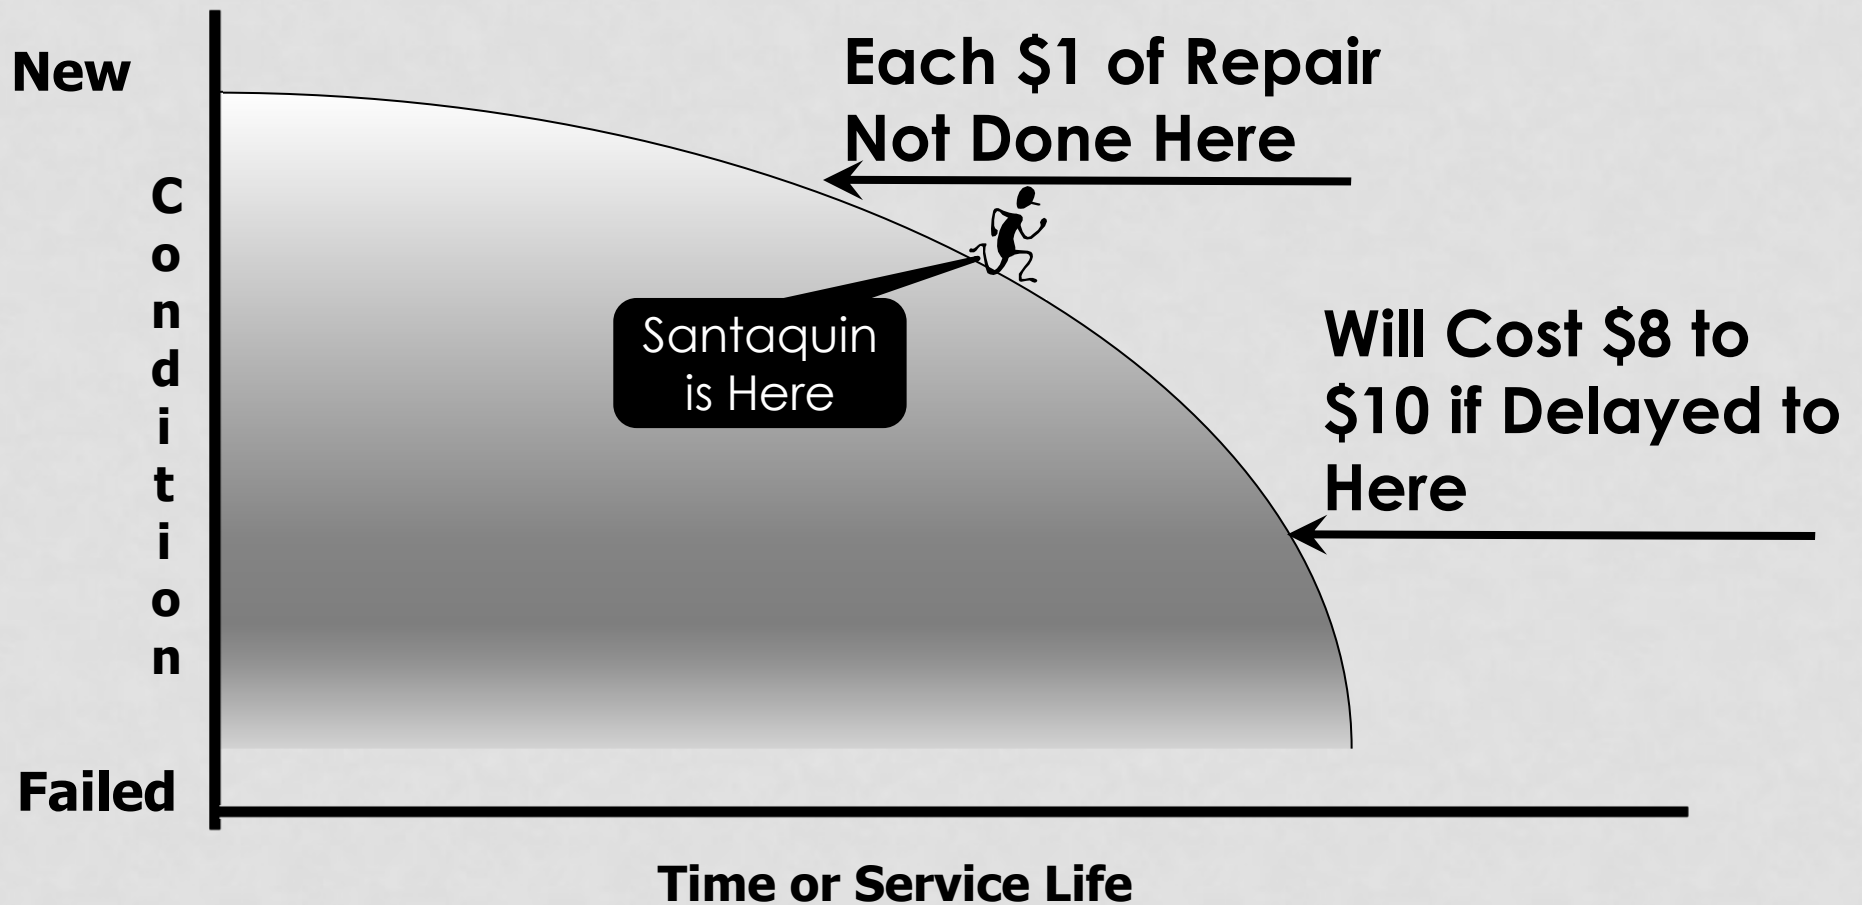 New
Each $1 of Repair
Not Done Here
Condition
Santaquin
is Here
Will Cost $8 to
$10 if Delayed to
Here
Failed
Time or Service Life